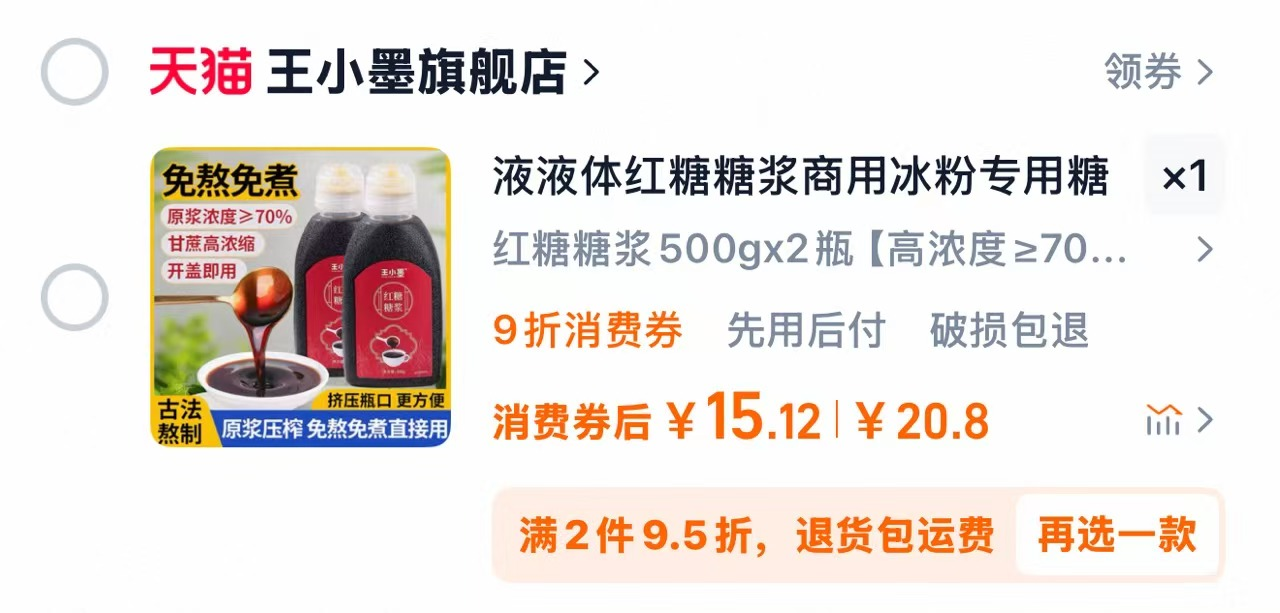 天猫 王小墨旗舰店 >
领券 >
免熬免煮
原浆浓度≥70%
甘蔗高浓缩
开盖即用
王小墨
红糖
糖浆
挤压瓶口 更方便
古法
熬制
原浆压榨 免熬免煮直接用
液液体红糖糖浆商用冰粉专用糖
×1
红糖糖浆500gx2瓶【高浓度≥70...
9折消费券 先用后付 破损包退
消费券后 ¥15.12 ¥20.8
满2件9.5折，退货包运费
再选一款